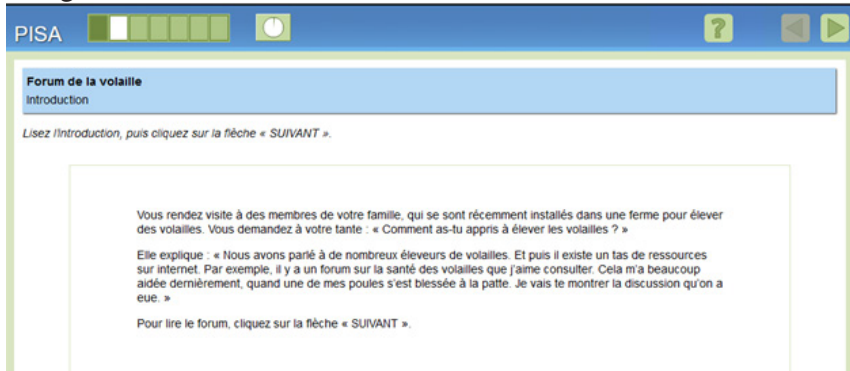 PISA
?
Forum de la volaille
Introduction
Lisez l'Introduction, puis cliquez sur la flèche « SUIVANT ».
Vous rendez visite à des membres de votre famille, qui se sont récemment installés dans une ferme pour élever
des volailles. Vous demandez à votre tante : « Comment as-tu appris à élever les volailles ? »
Elle explique : « Nous avons parlé à de nombreux éleveurs de volailles. Et puis il existe un tas de ressources
sur internet. Par exemple, il y a un forum sur la santé des volailles que j'aime consulter. Cela m'a beaucoup
aidée dernièrement, quand une de mes poules s'est blessée à la patte. Je vais te montrer la discussion qu'on a
eue. »
Pour lire le forum, cliquez sur la flèche « SUIVANT ».